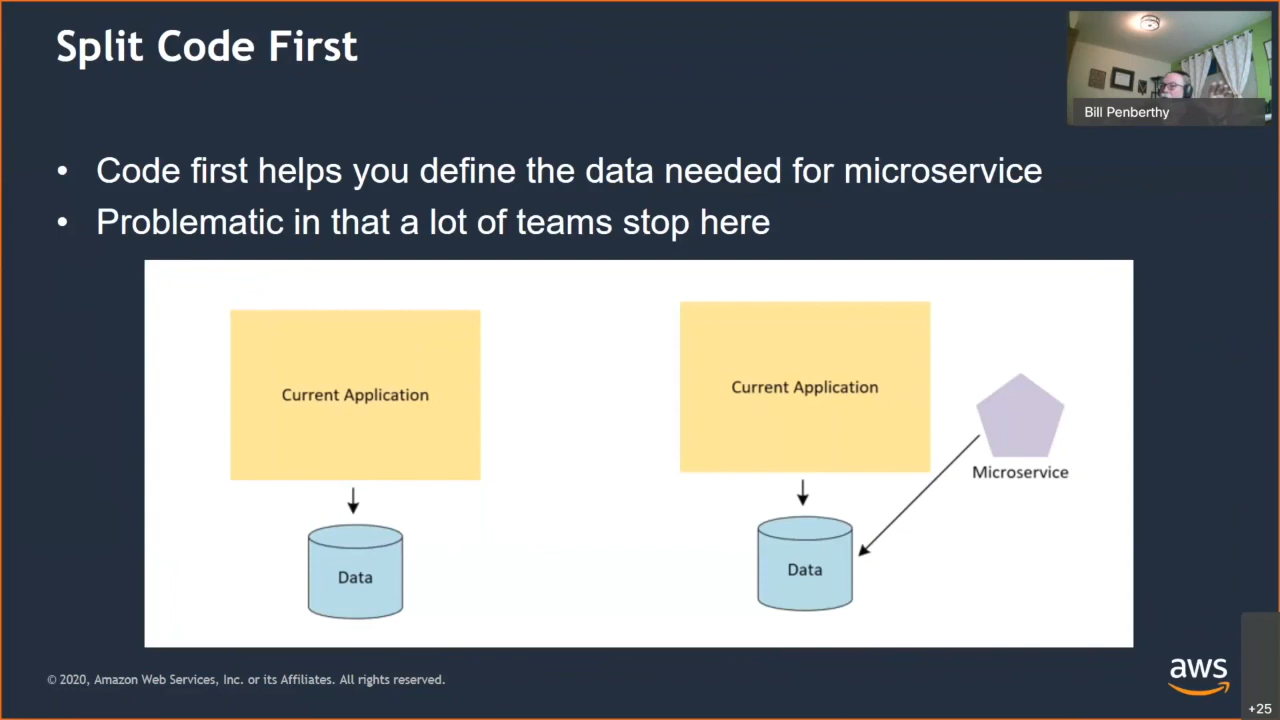 Split Code First
Bill Penberthy
• Code first helps you define the data needed for microservice
• Problematic in that a lot of teams stop here
Current Application
Data
Current Application
Data
Microservice
© 2020, Amazon Web Services, Inc. or its Affiliates. All rights reserved.
aws
+25